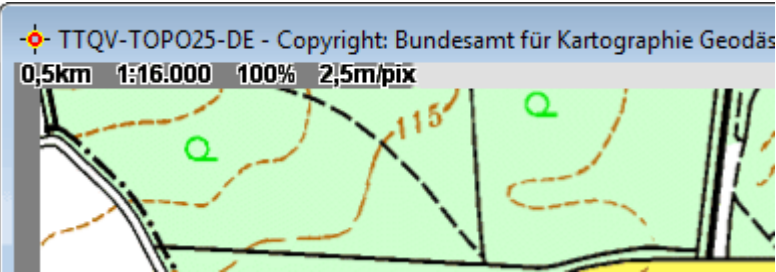 TTQV-TOPO25-DE - Copyright: Bundesamt für Kartographie Geodäs
0,5km 1:16.000 100% 2,5m/pix
115